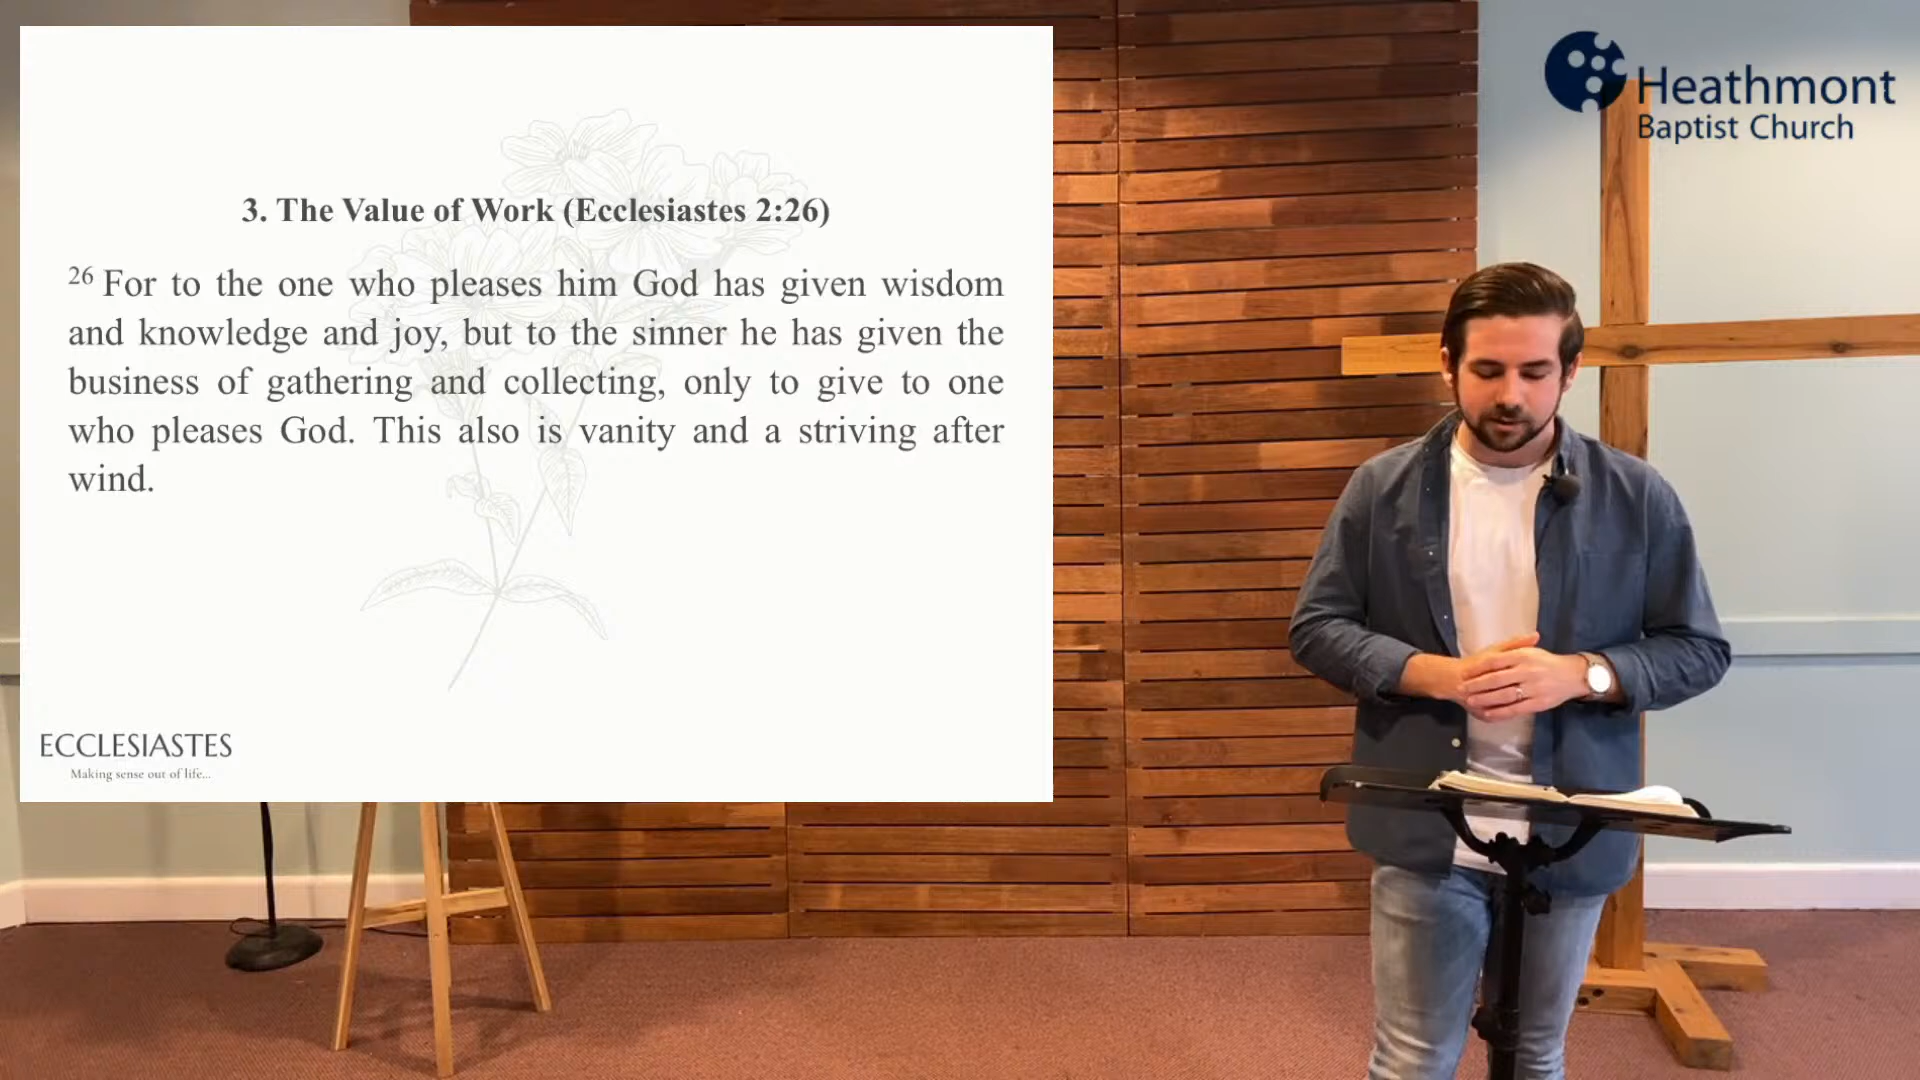 Heathmont
Baptist Church
3. The Value of Work (Ecclesiastes 2:26)
26 For to the one who pleases him God has given wisdom
and knowledge and joy, but to the sinner he has given the
business of gathering and collecting, only to give to one
who pleases God. This also is vanity and a striving after
wind.
ECCLESIASTES
Making sense out of life...